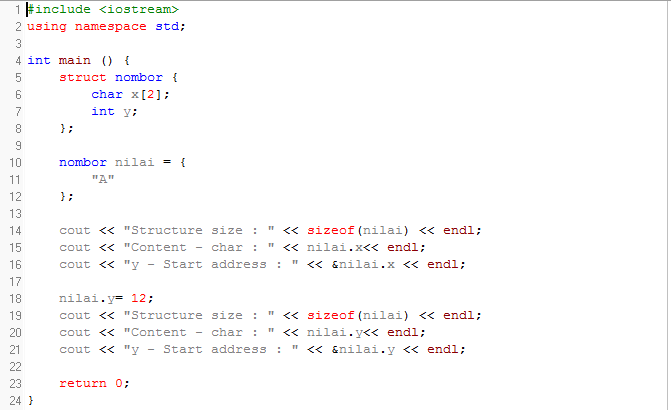 1 #include <iostream>
2 using namespace std;
3
4 int main () {
5 struct nombor {
6 char x[2];
7 int y;
8 };
9
10 nombor nilai = {
11 "A"
12 };
13
14 cout << "Structure size : " << sizeof(nilai) << endl;
15 cout << "Content - char : " << nilai.x<< endl;
16 cout << "y - Start address : " << &nilai.x << endl;
17
18 nilai.y= 12;
19 cout << "Structure size : " << sizeof(nilai) << endl;
20 cout << "Content - char : " << nilai.y<< endl;
21 cout << "y - Start address : " << &nilai.y << endl;
22
23 return 0;
24 }